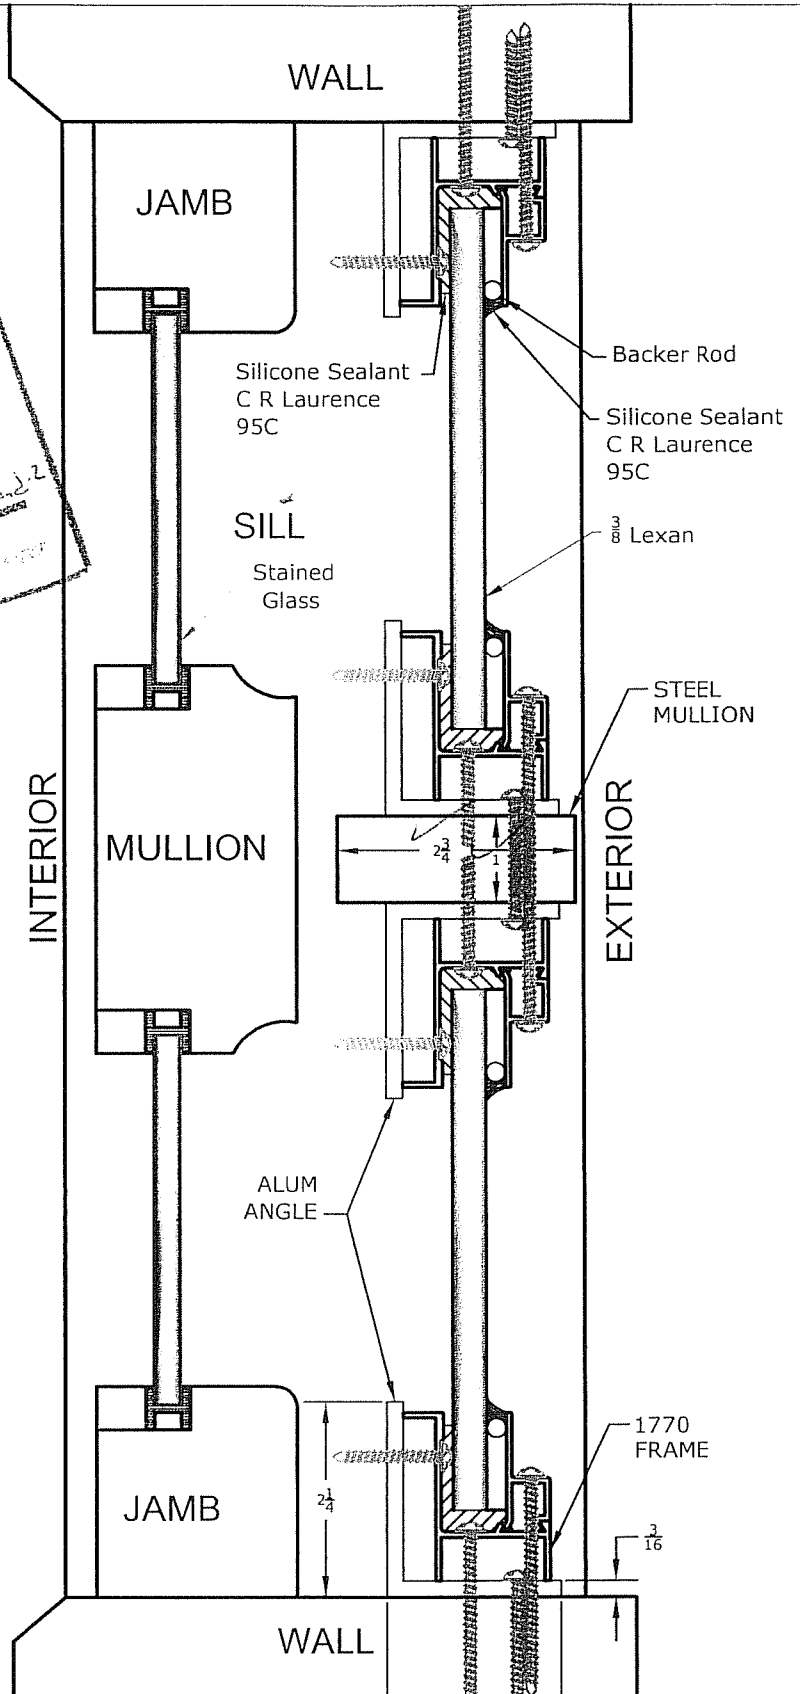 WALL
JAMB
Backer Rod
Silicone Sealant
C R Laurence
95C
Silicone Sealant
C R Laurence
95C
SILL
3/8 Lexan
Stained
Glass
STEEL
MULLION
INTERIOR
MULLION
2 3/4
1
EXTERIOR
ALUM
ANGLE
1770
FRAME
2 1/4
JAMB
3/16
WALL